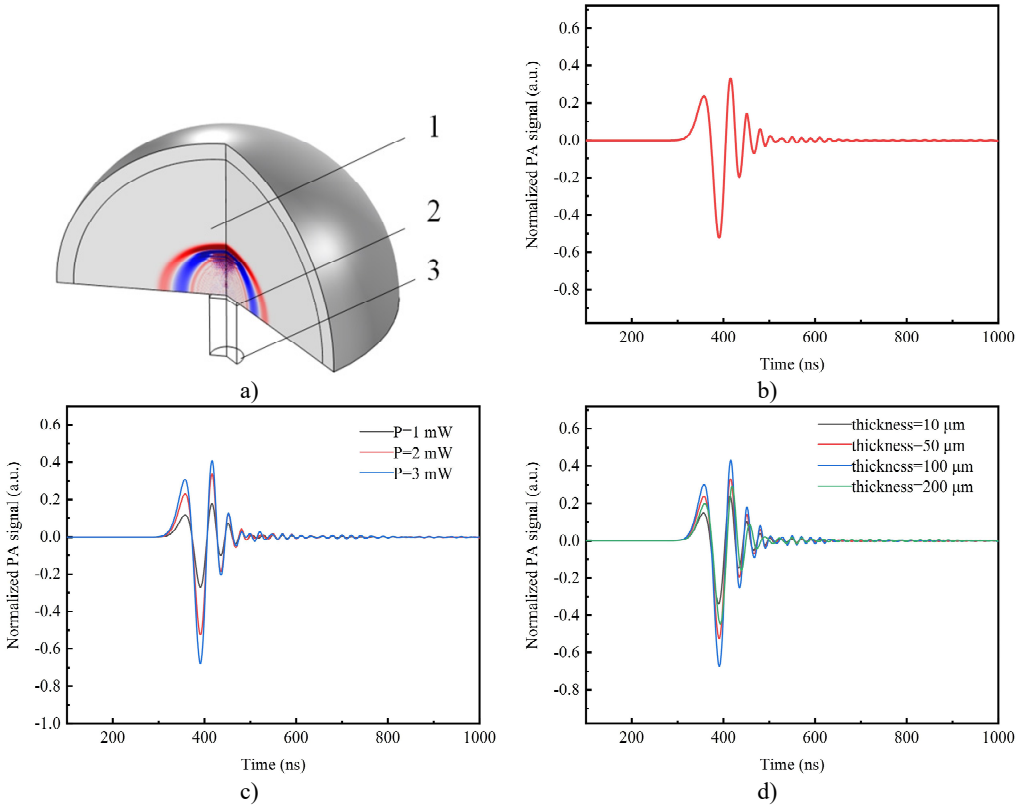 1
2
3
a)
0.6
0.4
0.2
0.0
-0.2
-0.4
-0.6
-0.8
Normalized PA signal (a.u.)
200
400
600
800
1000
Time (ns)
b)
0.6
0.4
0.2
0.0
-0.2
-0.4
-0.6
-0.8
-1.0
Normalized PA signal (a.u.)
P=1 mW
P=2 mW
P=3 mW
200
400
600
800
1000
Time (ns)
c)
0.6
0.4
0.2
0.0
-0.2
-0.4
-0.6
-0.8
Normalized PA signal (a.u.)
thickness=10 μm
thickness=50 μm
thickness=100 μm
thickness=200 μm
200
400
600
800
1000
Time (ns)
d)